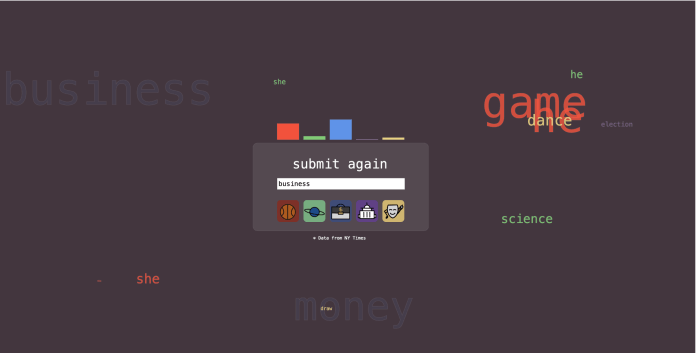 business
she
he
game
he
dance
election
submit again
business
science
+ Data from NY Times
- she
money
draw